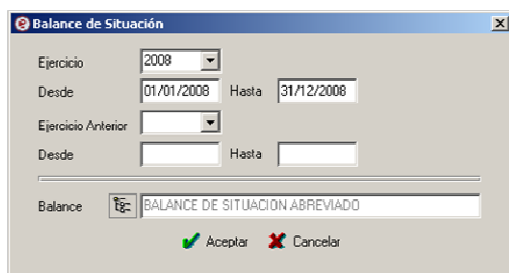 Balance de Situación
Ejercicio 2008
Desde 01/01/2008 Hasta 31/12/2008
Ejercicio Anterior
Desde Hasta
Balance BALANCE DE SITUACION ABREVIADO
Aceptar Cancelar